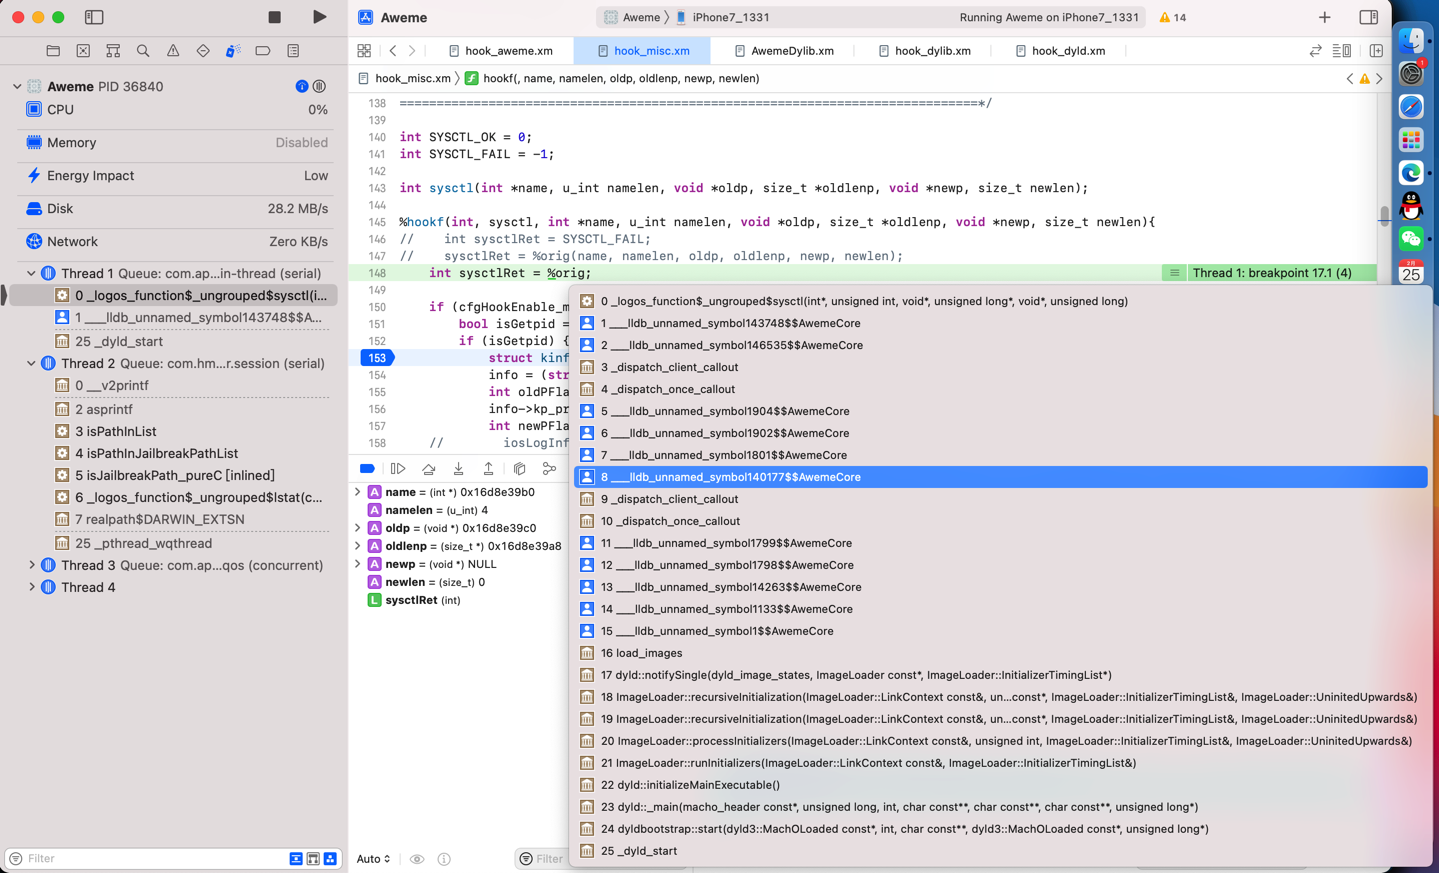 Aweme
Aweme 〉 iPhone7_1331
Running Aweme on iPhone7_1331
14
hook_aweme.xm
hook_misc.xm
AwemeDylib.xm
hook_dylib.xm
hook_dyld.xm
hook_misc.xm 〉 hookf(, name, namelen, oldp, oldlenp, newp, newlen)
Aweme PID 36840
CPU 0%
Memory Disabled
Energy Impact Low
Disk 28.2 MB/s
Network Zero KB/s
Thread 1 Queue: com.ap...in-thread (serial)
0 _logos_function$_ungrouped$sysctl(i...
1 ___lldb_unnamed_symbol143748$$A...
25 _dyld_start
Thread 2 Queue: com.hm...r.session (serial)
0 __v2printf
2 asprintf
3 isPathInList
4 isPathInJailbreakPathList
5 isJailbreakPath_pureC [inlined]
6 _logos_function$_ungrouped$lstat(c...
7 realpath$DARWIN_EXTSN
25 _pthread_wqthread
Thread 3 Queue: com.ap...qos (concurrent)
Thread 4
Filter
138 ==============================================================================*/
139
140 int SYSCTL_OK = 0;
141 int SYSCTL_FAIL = -1;
142
143 int sysctl(int *name, u_int namelen, void *oldp, size_t *oldlenp, void *newp, size_t newlen);
144
145 %hookf(int, sysctl, int *name, u_int namelen, void *oldp, size_t *oldlenp, void *newp, size_t newlen){
146 //    int sysctlRet = SYSCTL_FAIL;
147 //    sysctlRet = %orig(name, namelen, oldp, oldlenp, newp, newlen);
148 int sysctlRet = %orig;
Thread 1: breakpoint 17.1 (4)
149
150 if (cfgHookEnable_m
151 bool isGetpid =
152 if (isGetpid) {
153 struct kinf
154 info = (str
155 int oldPFla
156 info->kp_pr
157 int newPFla
158 //        iosLogInf
name = (int *) 0x16d8e39b0
namelen = (u_int) 4
oldp = (void *) 0x16d8e39c0
oldlenp = (size_t *) 0x16d8e39a8
newp = (void *) NULL
newlen = (size_t) 0
sysctlRet (int)
Auto
Filter
0 _logos_function$_ungrouped$sysctl(int*, unsigned int, void*, unsigned long*, void*, unsigned long)
1 ___lldb_unnamed_symbol143748$$AwemeCore
2 ___lldb_unnamed_symbol146535$$AwemeCore
3 _dispatch_client_callout
4 _dispatch_once_callout
5 ___lldb_unnamed_symbol1904$$AwemeCore
6 ___lldb_unnamed_symbol1902$$AwemeCore
7 ___lldb_unnamed_symbol1801$$AwemeCore
8 ___lldb_unnamed_symbol140177$$AwemeCore
9 _dispatch_client_callout
10 _dispatch_once_callout
11 ___lldb_unnamed_symbol1799$$AwemeCore
12 ___lldb_unnamed_symbol1798$$AwemeCore
13 ___lldb_unnamed_symbol14263$$AwemeCore
14 ___lldb_unnamed_symbol1133$$AwemeCore
15 ___lldb_unnamed_symbol1$$AwemeCore
16 load_images
17 dyld::notifySingle(dyld_image_states, ImageLoader const*, ImageLoader::InitializerTimingList*)
18 ImageLoader::recursiveInitialization(ImageLoader::LinkContext const&, un...const*, ImageLoader::InitializerTimingList&, ImageLoader::UninitedUpwards&)
19 ImageLoader::recursiveInitialization(ImageLoader::LinkContext const&, un...const*, ImageLoader::InitializerTimingList&, ImageLoader::UninitedUpwards&)
20 ImageLoader::processInitializers(ImageLoader::LinkContext const&, unsigned int, ImageLoader::InitializerTimingList&, ImageLoader::UninitedUpwards&)
21 ImageLoader::runInitializers(ImageLoader::LinkContext const&, ImageLoader::InitializerTimingList&)
22 dyld::initializeMainExecutable()
23 dyld::_main(macho_header const*, unsigned long, int, char const**, char const**, char const**, unsigned long*)
24 dyldbootstrap::start(dyld3::MachOLoaded const*, int, char const**, dyld3::MachOLoaded const*, unsigned long*)
25 _dyld_start
1
2月
25